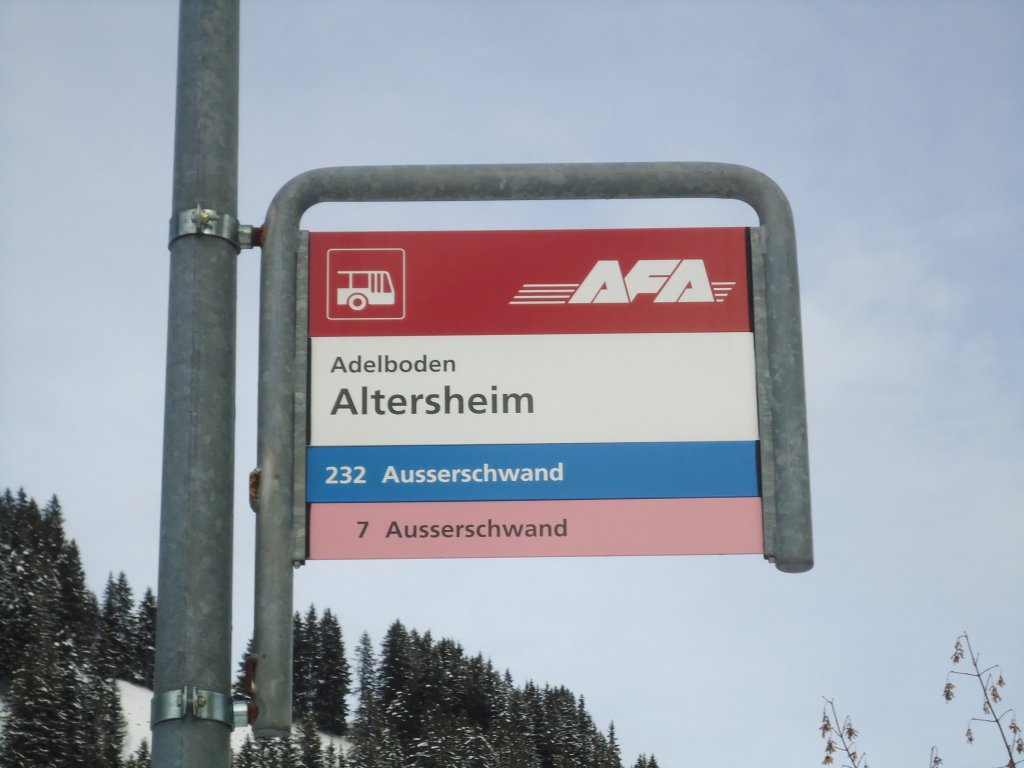 AFA
Adelboden
Altersheim
232 Ausserschwand
7 Ausserschwand